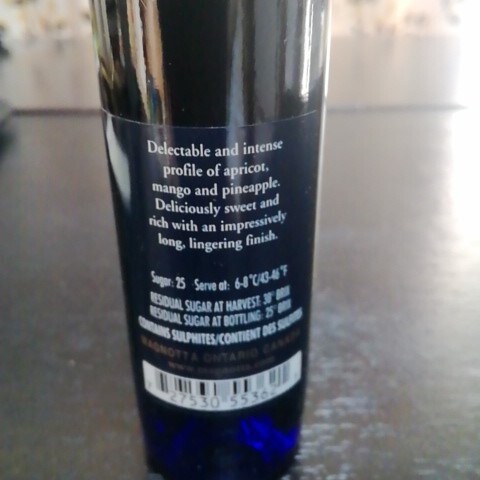 Delectable and intense
profile of apricot,
mango and pineapple.
Deliciously sweet and
rich with an impressively
long, lingering finish.
Sugar: 25 Serve at: 6-8°C/43-46°F
RESIDUAL SUGAR AT HARVEST: 38° BRIX
RESIDUAL SUGAR AT BOTTLING: 25° BRIX
CONTAINS SULPHITES/CONTIENT DES SULFITES
MAGNOTTA ONTARIO CANADA
27530 5536